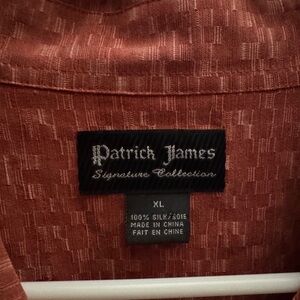 Patrick James
Signature Collection
XL
100% SILK/SOIE
MADE IN CHINA
FAIT EN CHINE